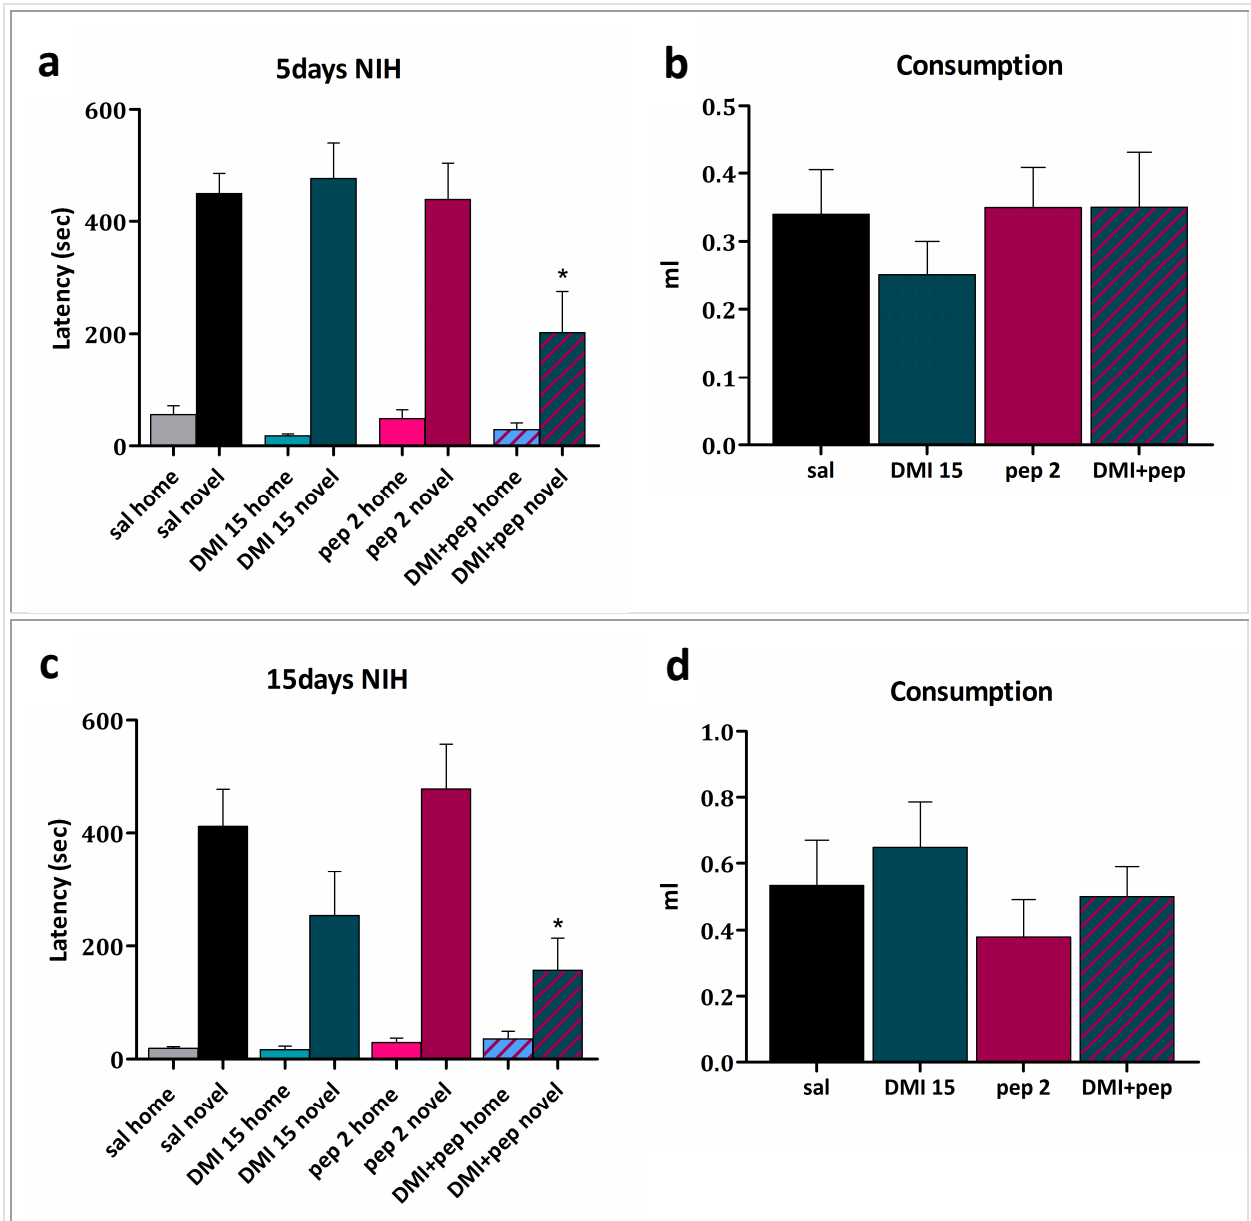 a
5days NIH
600
400
200
0
Latency (sec)
*
sal home
sal novel
DMI 15 home
DMI 15 novel
pep 2 home
pep 2 novel
DMI+pep home
DMI+pep novel
b
Consumption
0.5
0.4
0.3
0.2
0.1
0.0
ml
sal
DMI 15
pep 2
DMI+pep
c
15days NIH
600
400
200
0
Latency (sec)
*
sal home
sal novel
DMI 15 home
DMI 15 novel
pep 2 home
pep 2 novel
DMI+pep home
DMI+pep novel
d
Consumption
1.0
0.8
0.6
0.4
0.2
0.0
ml
sal
DMI 15
pep 2
DMI+pep